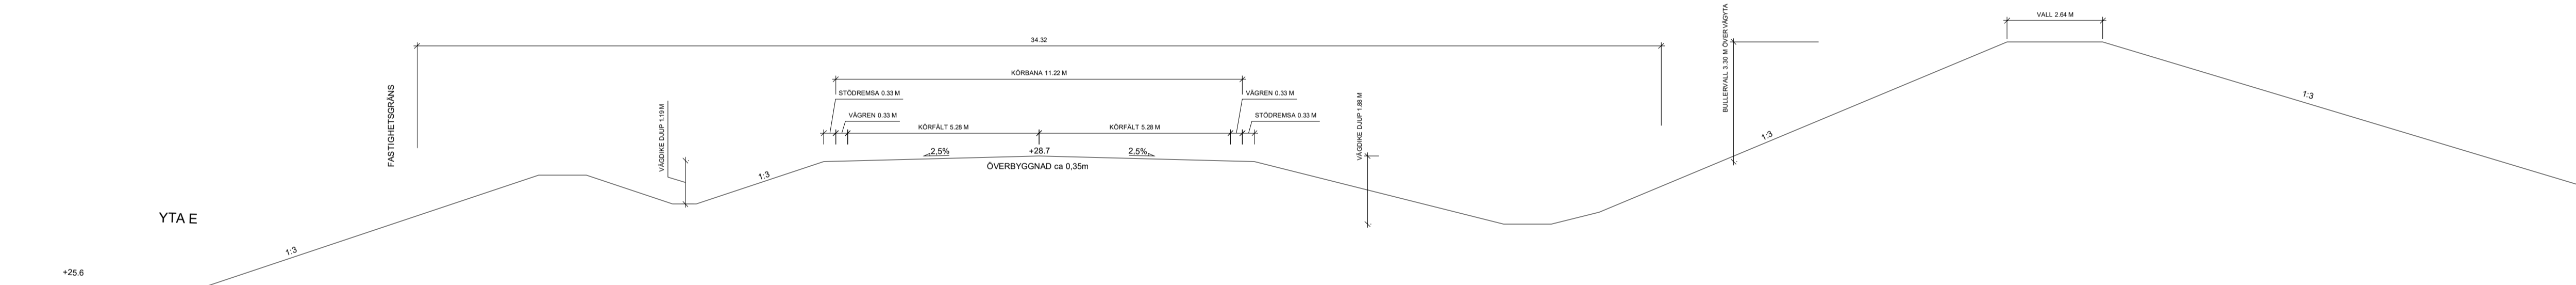 VALL 2.64 M
34.32
BULLERVALL 3.30 M ÖVER VÄGYTA
KÖRBANA 11.22 M
FASTIGHETSGRÄNS
VÄGDIKE DJUP 1.19 M
STÖDREMSA 0.33 M
VÄGREN 0.33 M
VÄGREN 0.33 M
STÖDREMSA 0.33 M
KÖRFÄLT 5.28 M
KÖRFÄLT 5.28 M
VÄGDIKE DJUP 1.88 M
1:3
1:3
2,5%
+28.7
2,5%
ÖVERBYGGNAD ca 0,35m
1:3
YTA E
1:3
+25.6